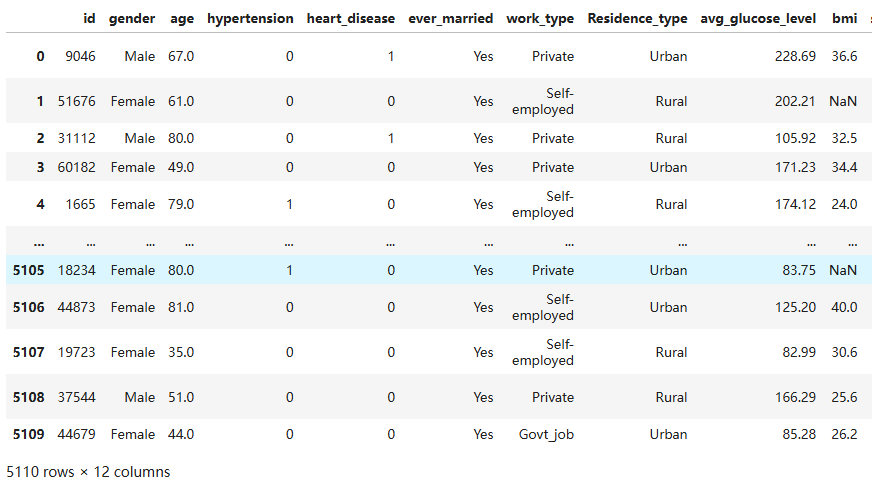 id gender age hypertension heart_disease ever_married work_type Residence_type avg_glucose_level bmi
0 9046 Male 67.0 0 1 Yes Private Urban 228.69 36.6
1 51676 Female 61.0 0 0 Yes Self-
employed Rural 202.21 NaN
2 31112 Male 80.0 0 1 Yes Private Rural 105.92 32.5
3 60182 Female 49.0 0 0 Yes Private Urban 171.23 34.4
4 1665 Female 79.0 1 0 Yes Self-
employed Rural 174.12 24.0
... ... ... ... ... ... ... ... ... ... ...
5105 18234 Female 80.0 1 0 Yes Private Urban 83.75 NaN
5106 44873 Female 81.0 0 0 Yes Self-
employed Urban 125.20 40.0
5107 19723 Female 35.0 0 0 Yes Self-
employed Rural 82.99 30.6
5108 37544 Male 51.0 0 0 Yes Private Rural 166.29 25.6
5109 44679 Female 44.0 0 0 Yes Govt_job Urban 85.28 26.2
5110 rows × 12 columns